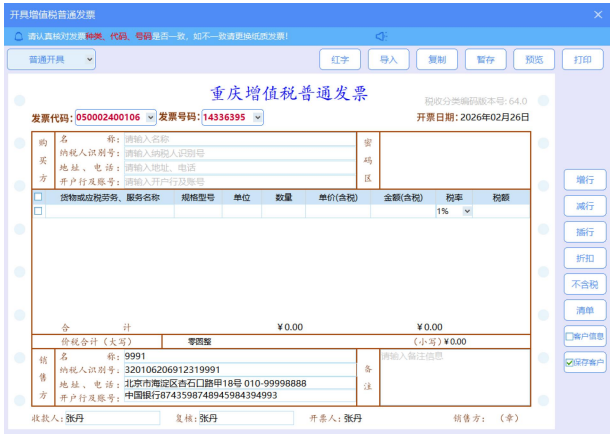 开具增值税普通发票
请认真核对发票种类、代码、号码是否一致，如不一致请更换纸质发票！
普通开具 红字 导入 复制 暂存 预览 打印
重庆增值税普通发票
税收分类编码版本号: 64.0
发票代码: 050002400106 发票号码: 14336395 开票日期: 2026年02月26日
购买方
名 称: 请输入名称
纳税人识别号: 请输入纳税人识别号
地址、电话: 请输入地址、电话
开户行及账号: 请输入开户行及账号
密码区
货物或应税劳务、服务名称 规格型号 单位 数量 单价(含税) 金额(含税) 税率 税额
1%
合 计 ¥0.00 ¥0.00
价税合计（大写） 零圆整 （小写）¥0.00
销售方
名 称: 9991
纳税人识别号: 320106206912319991
地址、电话: 北京市海淀区杏石口路甲18号 010-99998888
开户行及账号: 中国银行8743598748945984394993
备注
请输入备注信息
收款人: 张丹 复核: 张丹 开票人: 张丹 销售方: （章）
增行
减行
插行
折扣
不含税
清单
客户信息
保存客户